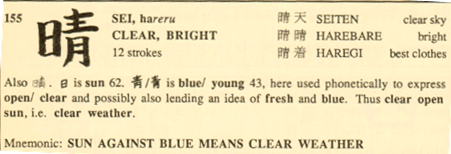 155 晴 SEI, hareru 晴天 SEITEN clear sky
CLEAR, BRIGHT 晴晴 HAREBARE bright
12 strokes 晴着 HAREGI best clothes
Also 晴. 日 is sun 62. 靑/青 is blue/ young 43, here used phonetically to express
open/ clear and possibly also lending an idea of fresh and blue. Thus clear open
sun, i.e. clear weather.
Mnemonic: SUN AGAINST BLUE MEANS CLEAR WEATHER